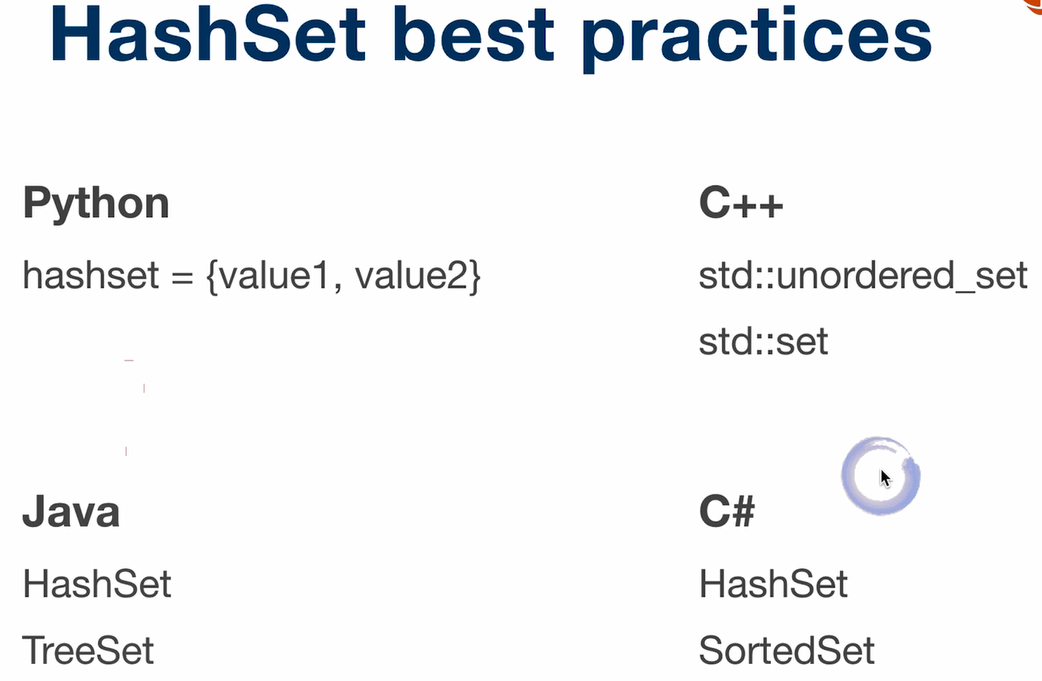 HashSet best practices
Python
hashset = {value1, value2}
C++
std::unordered_set
std::set
Java
HashSet
TreeSet
C#
HashSet
SortedSet